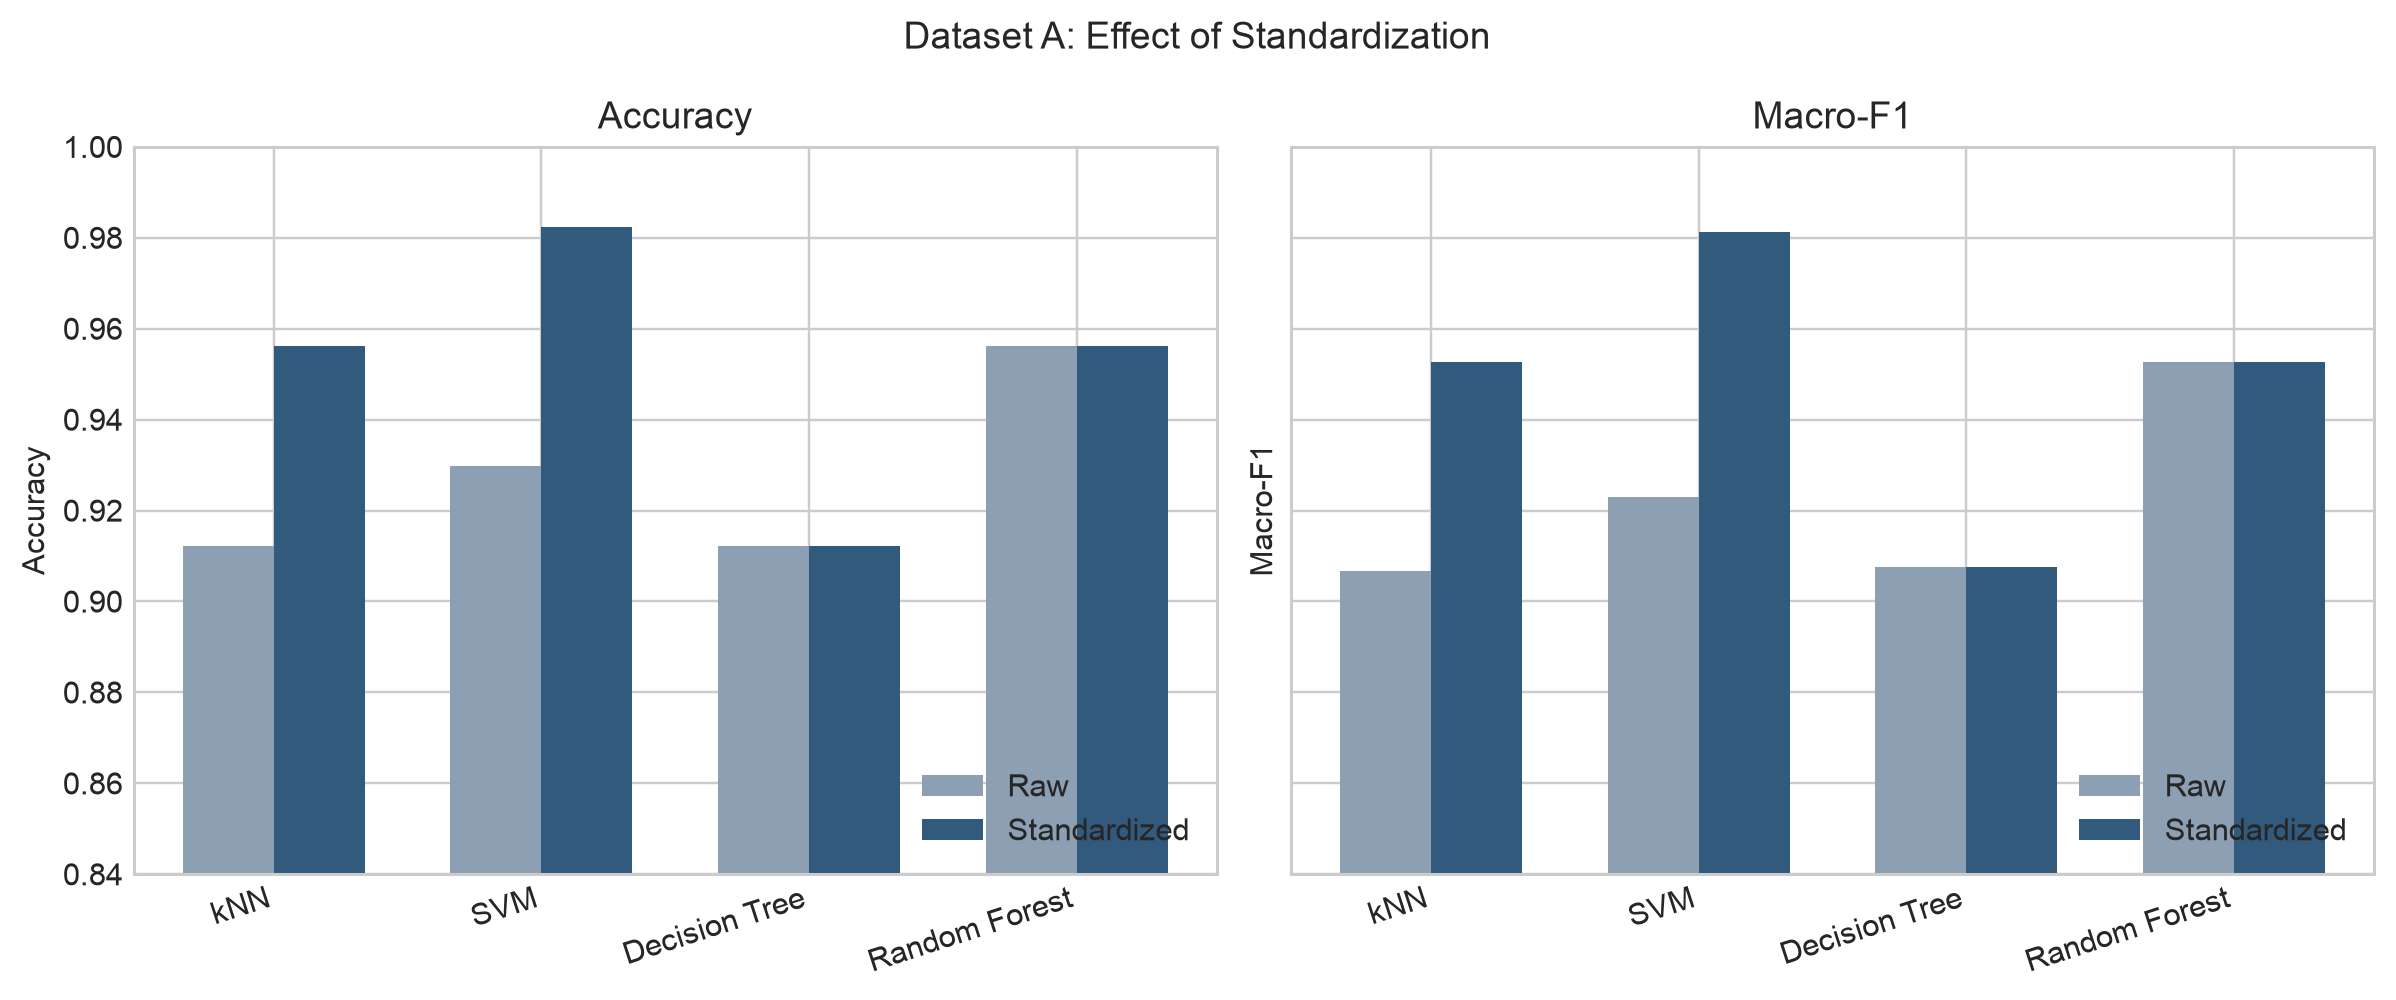 Dataset A: Effect of Standardization
Accuracy
1.00
0.98
0.96
0.94
0.92
0.90
0.88
0.86
0.84
Accuracy
kNN
SVM
Decision Tree
Random Forest
Raw
Standardized
Macro-F1
Macro-F1
kNN
SVM
Decision Tree
Random Forest
Raw
Standardized